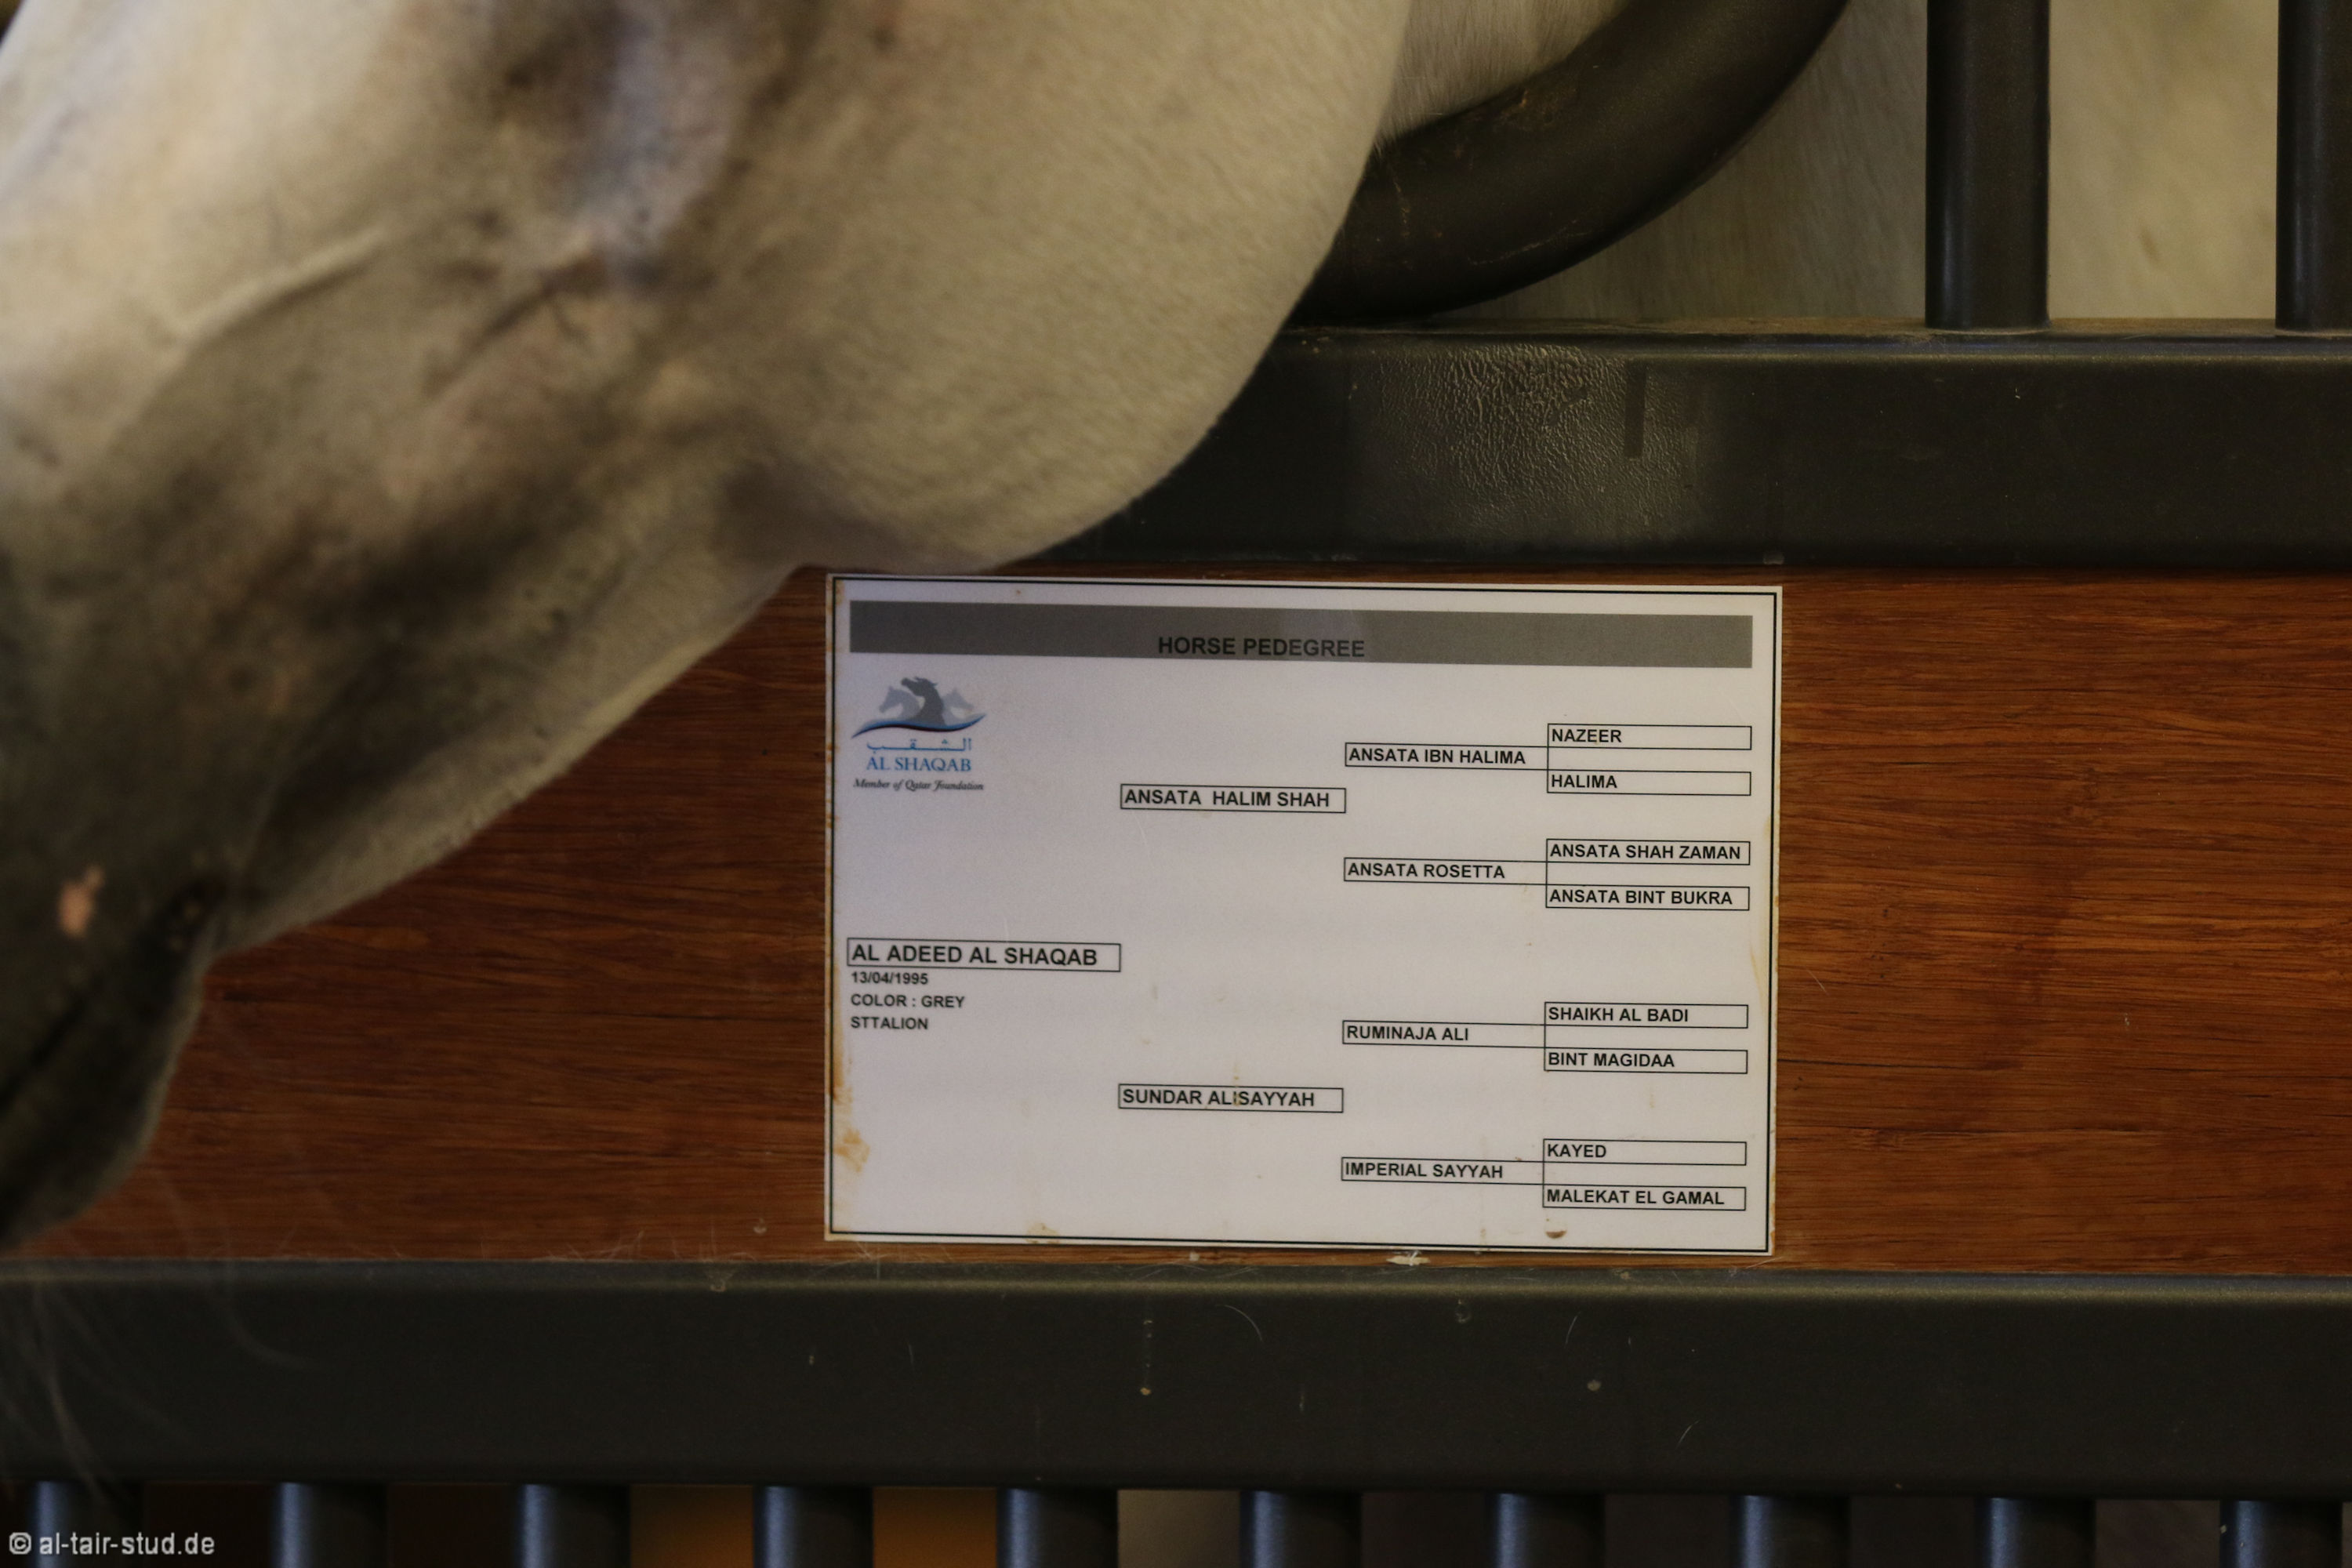 HORSE PEDEGREE
الشقب
AL SHAQAB
Member of Qatar Foundation
NAZEER
ANSATA IBN HALIMA
HALIMA
ANSATA HALIM SHAH
ANSATA SHAH ZAMAN
ANSATA ROSETTA
ANSATA BINT BUKRA
AL ADEED AL SHAQAB
13/04/1995
COLOR : GREY
STTALION
SHAIKH AL BADI
RUMINAJA ALI
BINT MAGIDAA
SUNDAR ALISAYYAH
KAYED
IMPERIAL SAYYAH
MALEKAT EL GAMAL
© al-tair-stud.de